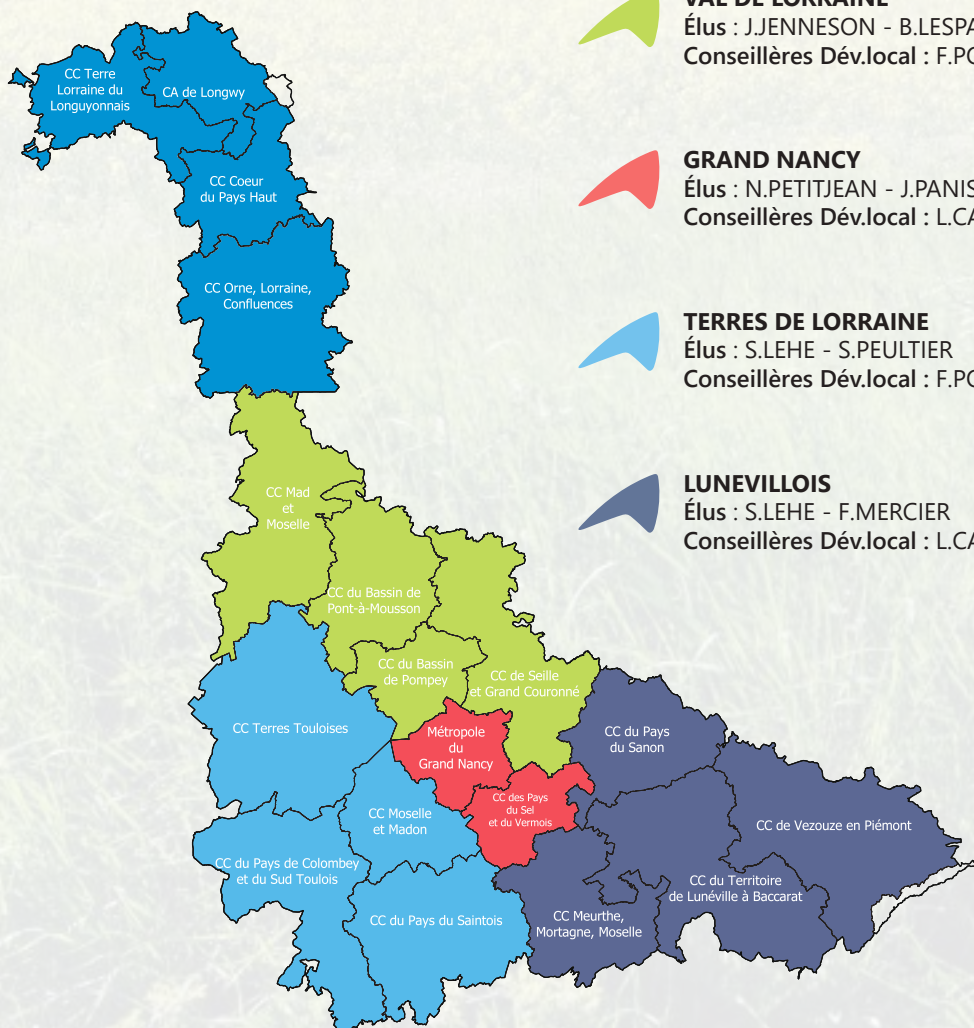 VAL DE LORRAINE
Élus : J.JENNESON - B.LESPA
Conseillères Dév.local : F.PO
GRAND NANCY
Élus : N.PETITJEAN - J.PANIS
Conseillères Dév.local : L.CA
TERRES DE LORRAINE
Élus : S.LEHE - S.PEULTIER
Conseillères Dév.local : F.PO
LUNEVILLOIS
Élus : S.LEHE - F.MERCIER
Conseillères Dév.local : L.CA
CC Terre
Lorraine du
Longuyonnais
CA de Longwy
CC Coeur
du Pays Haut
CC Orne, Lorraine,
Confluences
CC Mad
et
Moselle
CC du Bassin de
Pont-à-Mousson
CC du Bassin
de Pompey
CC de Seille
et Grand Couronné
CC Terres Touloises
Métropole
du
Grand Nancy
CC du Pays
du Sanon
CC Moselle
et Madon
CC des Pays
du Sel
et du Vermois
CC de Vezouze en Piémont
CC du Pays de Colombey
et du Sud Toulois
CC du Territoire
de Lunéville à Baccarat
CC du Pays du Saintois
CC Meurthe,
Mortagne, Moselle